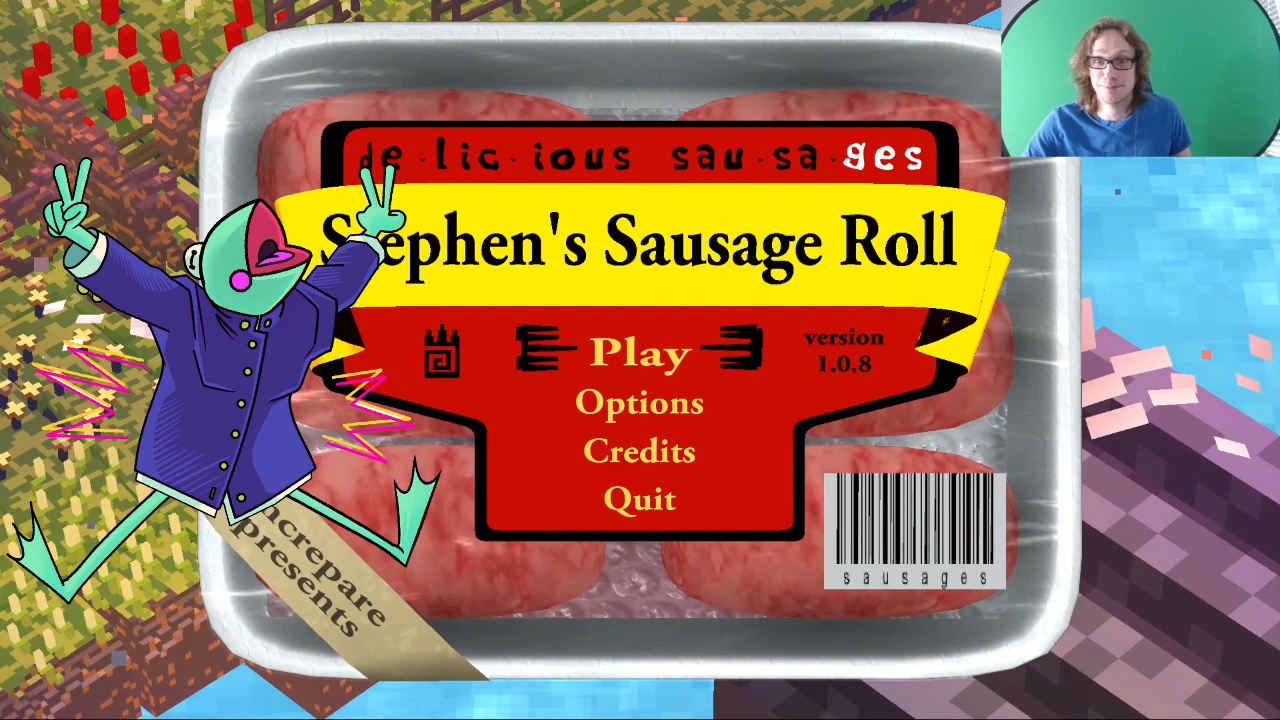 de·lic·ious sau·sa·ges
Stephen's Sausage Roll
version
1.0.8
Play
Options
Credits
Quit
increpare
presents
sausages